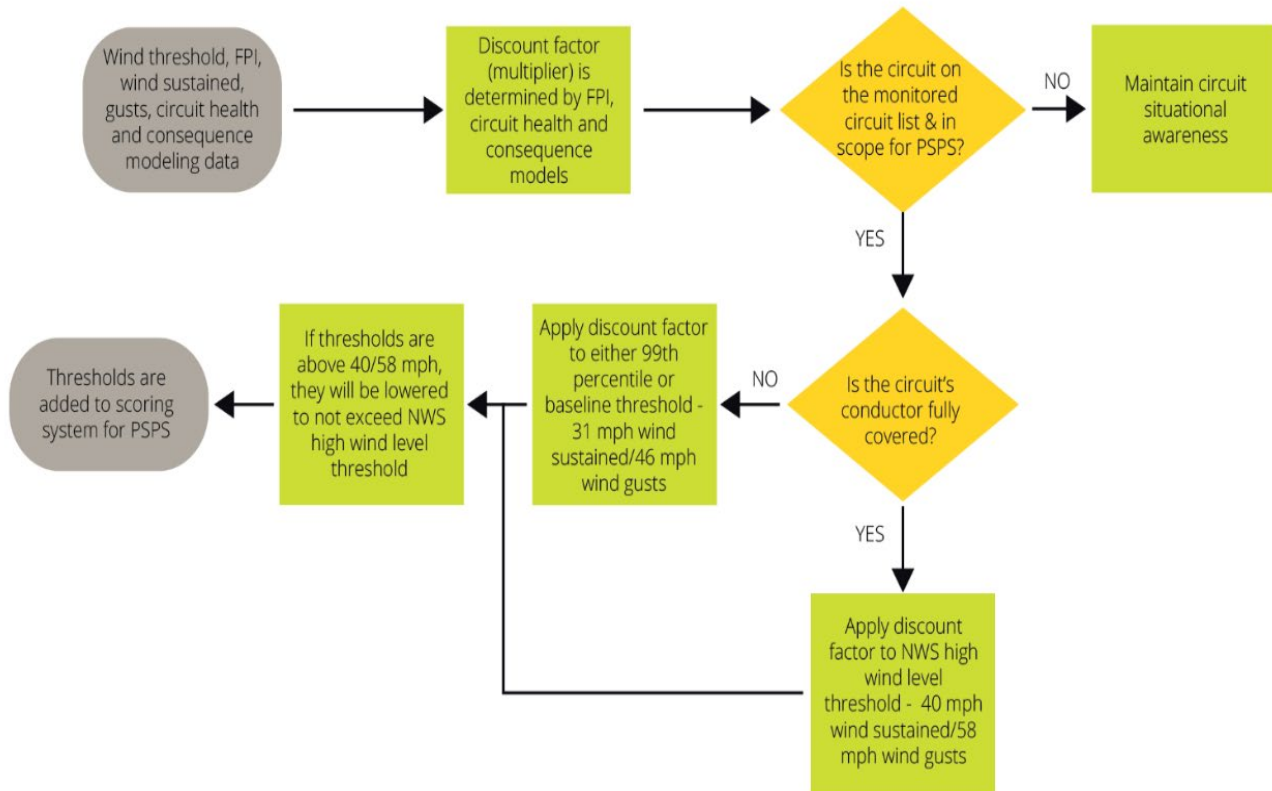 Wind threshold, FPI,
wind sustained,
gusts, circuit health
and consequence
modeling data
Discount factor
(multiplier) is
determined by FPI,
circuit health and
consequence
models
Is the circuit on
the monitored
circuit list & in
scope for PSPS?
NO
Maintain circuit
situational
awareness
YES
Is the circuit’s
conductor fully
covered?
NO
Apply discount factor
to either 99th
percentile or
baseline threshold -
31 mph wind
sustained/46 mph
wind gusts
If thresholds are
above 40/58 mph,
they will be lowered
to not exceed NWS
high wind level
threshold
Thresholds are
added to scoring
system for PSPS
YES
Apply discount
factor to NWS high
wind level
threshold - 40 mph
wind sustained/58
mph wind gusts